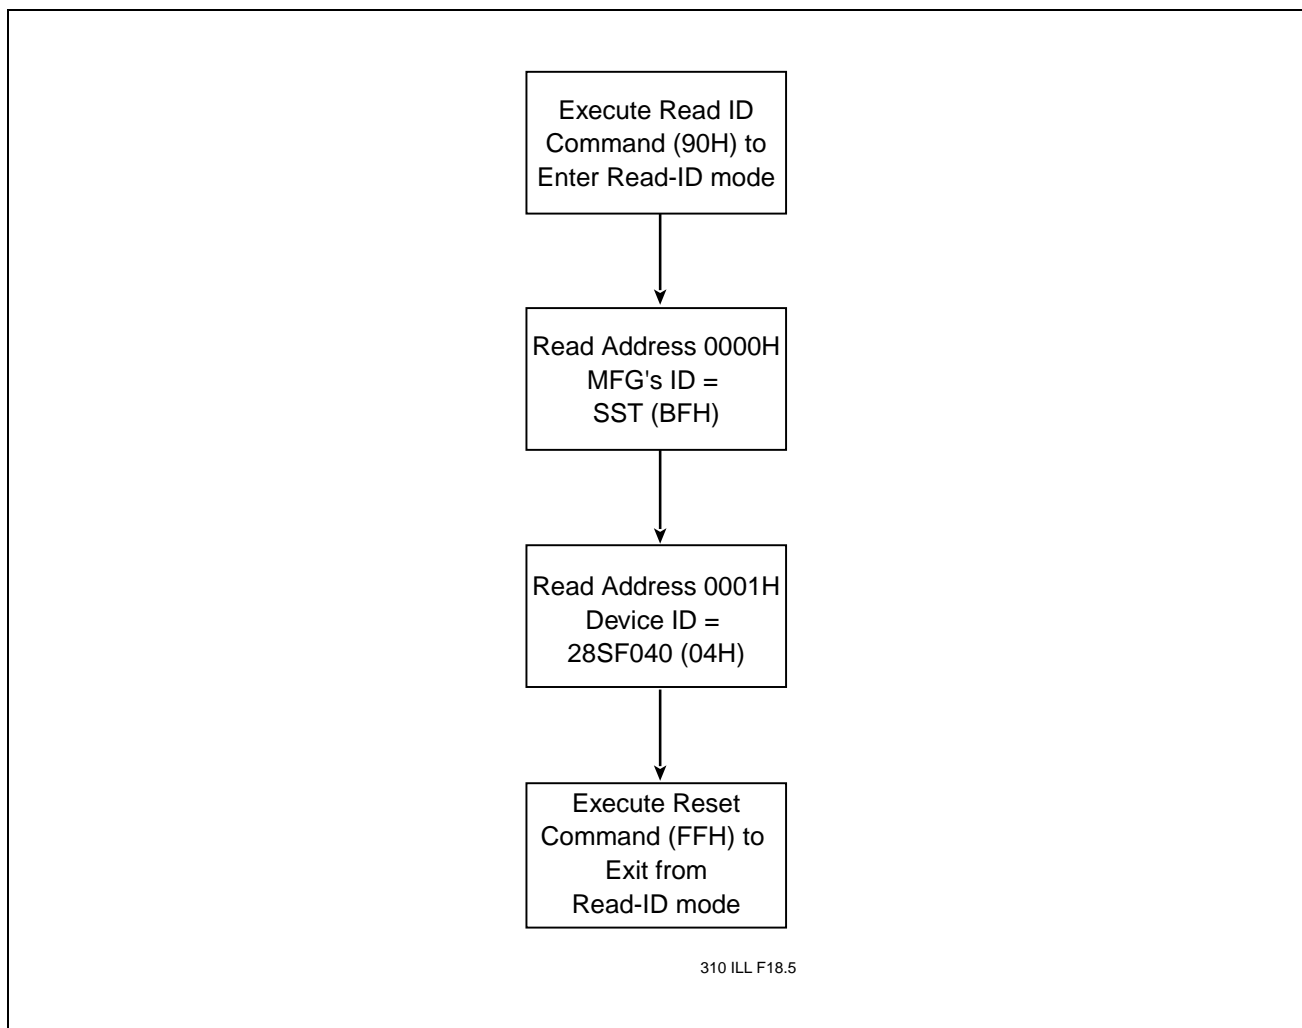 Execute Read ID
Command (90H) to
Enter Read-ID mode
Read Address 0000H
MFG's ID =
SST (BFH)
Read Address 0001H
Device ID =
28SF040 (04H)
Execute Reset
Command (FFH) to
Exit from
Read-ID mode
310 ILL F18.5